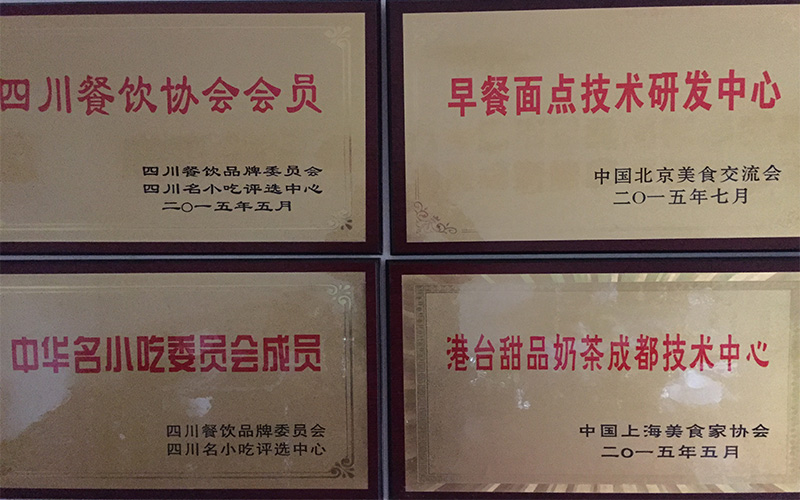 四川餐饮协会会员
四川餐饮品牌委员会
四川名小吃评选中心
二〇一五年五月
早餐面点技术研发中心
中国北京美食交流会
二〇一五年七月
中华名小吃委员会成员
四川餐饮品牌委员会
四川名小吃评选中心
港台甜品奶茶成都技术中心
中国上海美食家协会
二〇一五年五月